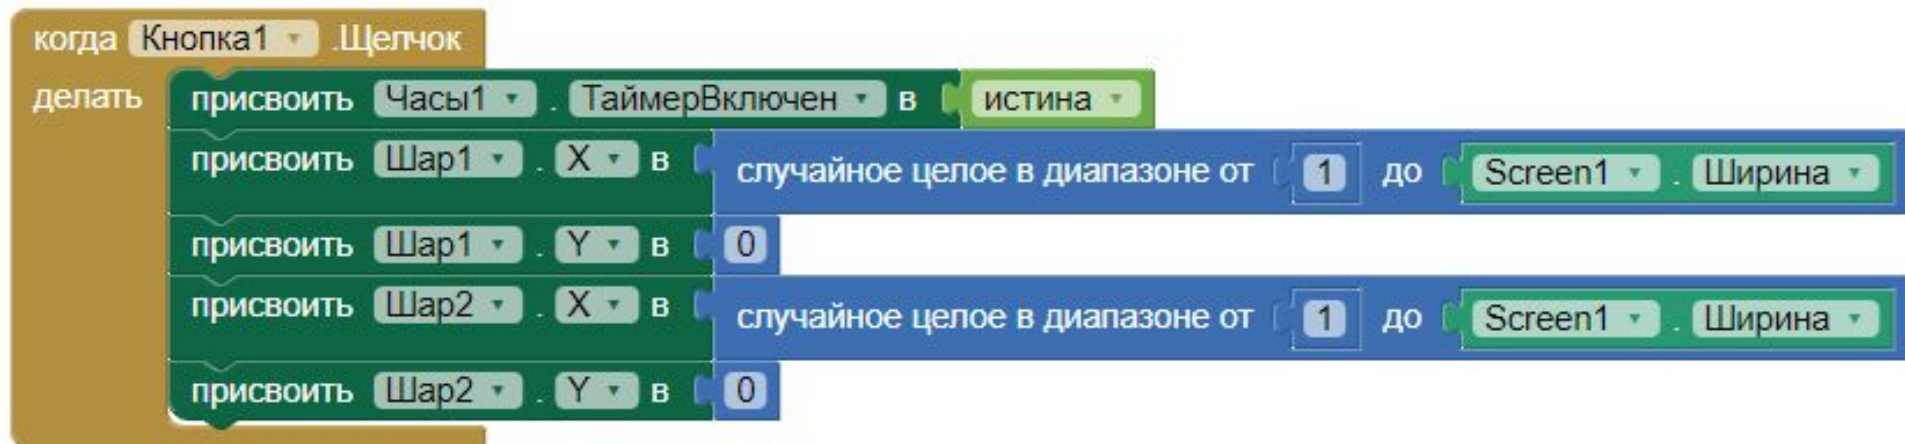 когда Кнопка1 .Щелчок
делать присвоить Часы1 . ТаймерВключен в истина
присвоить Шар1 . X в случайное целое в диапазоне от 1 до Screen1 . Ширина
присвоить Шар1 . Y в 0
присвоить Шар2 . X в случайное целое в диапазоне от 1 до Screen1 . Ширина
присвоить Шар2 . Y в 0